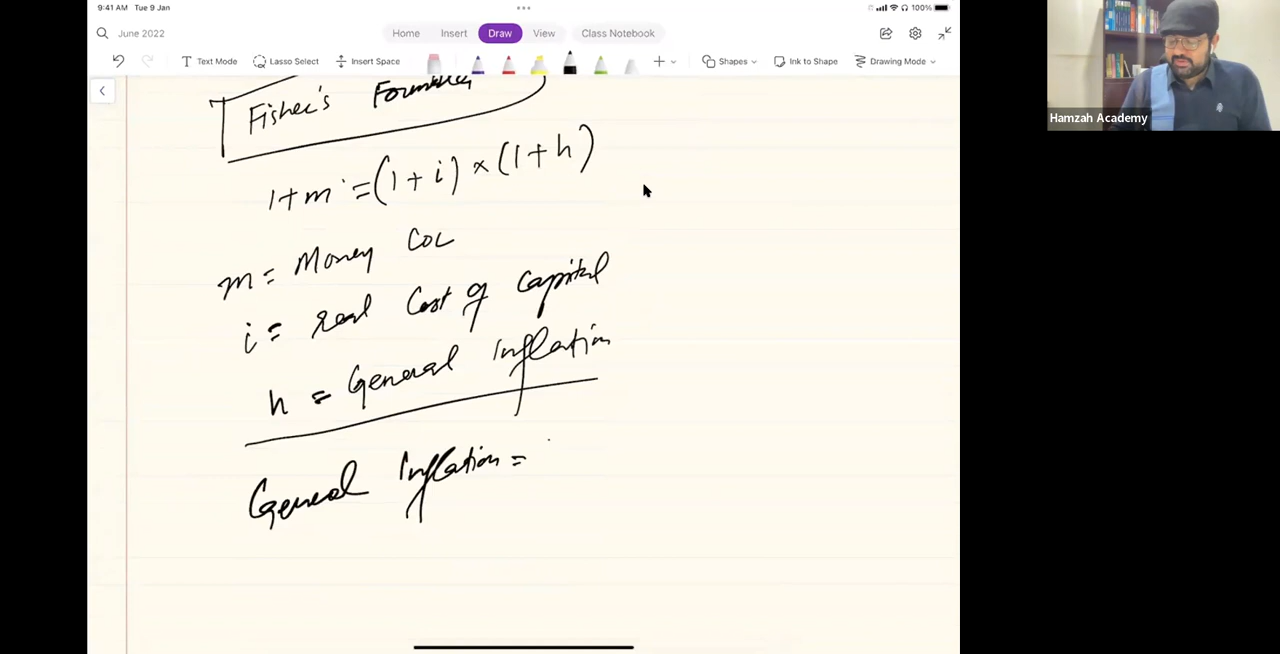 9:41 AM Tue 9 Jan
100%
June 2022
Home Insert Draw View Class Notebook
Text Mode Lasso Select Insert Space Shapes Ink to Shape Drawing Mode
Fisher's Formula
1+m = (1+i) × (1+h)
m = Money COC
i = real Cost of Capital
h = General Inflation
General Inflation =
Hamzah Academy